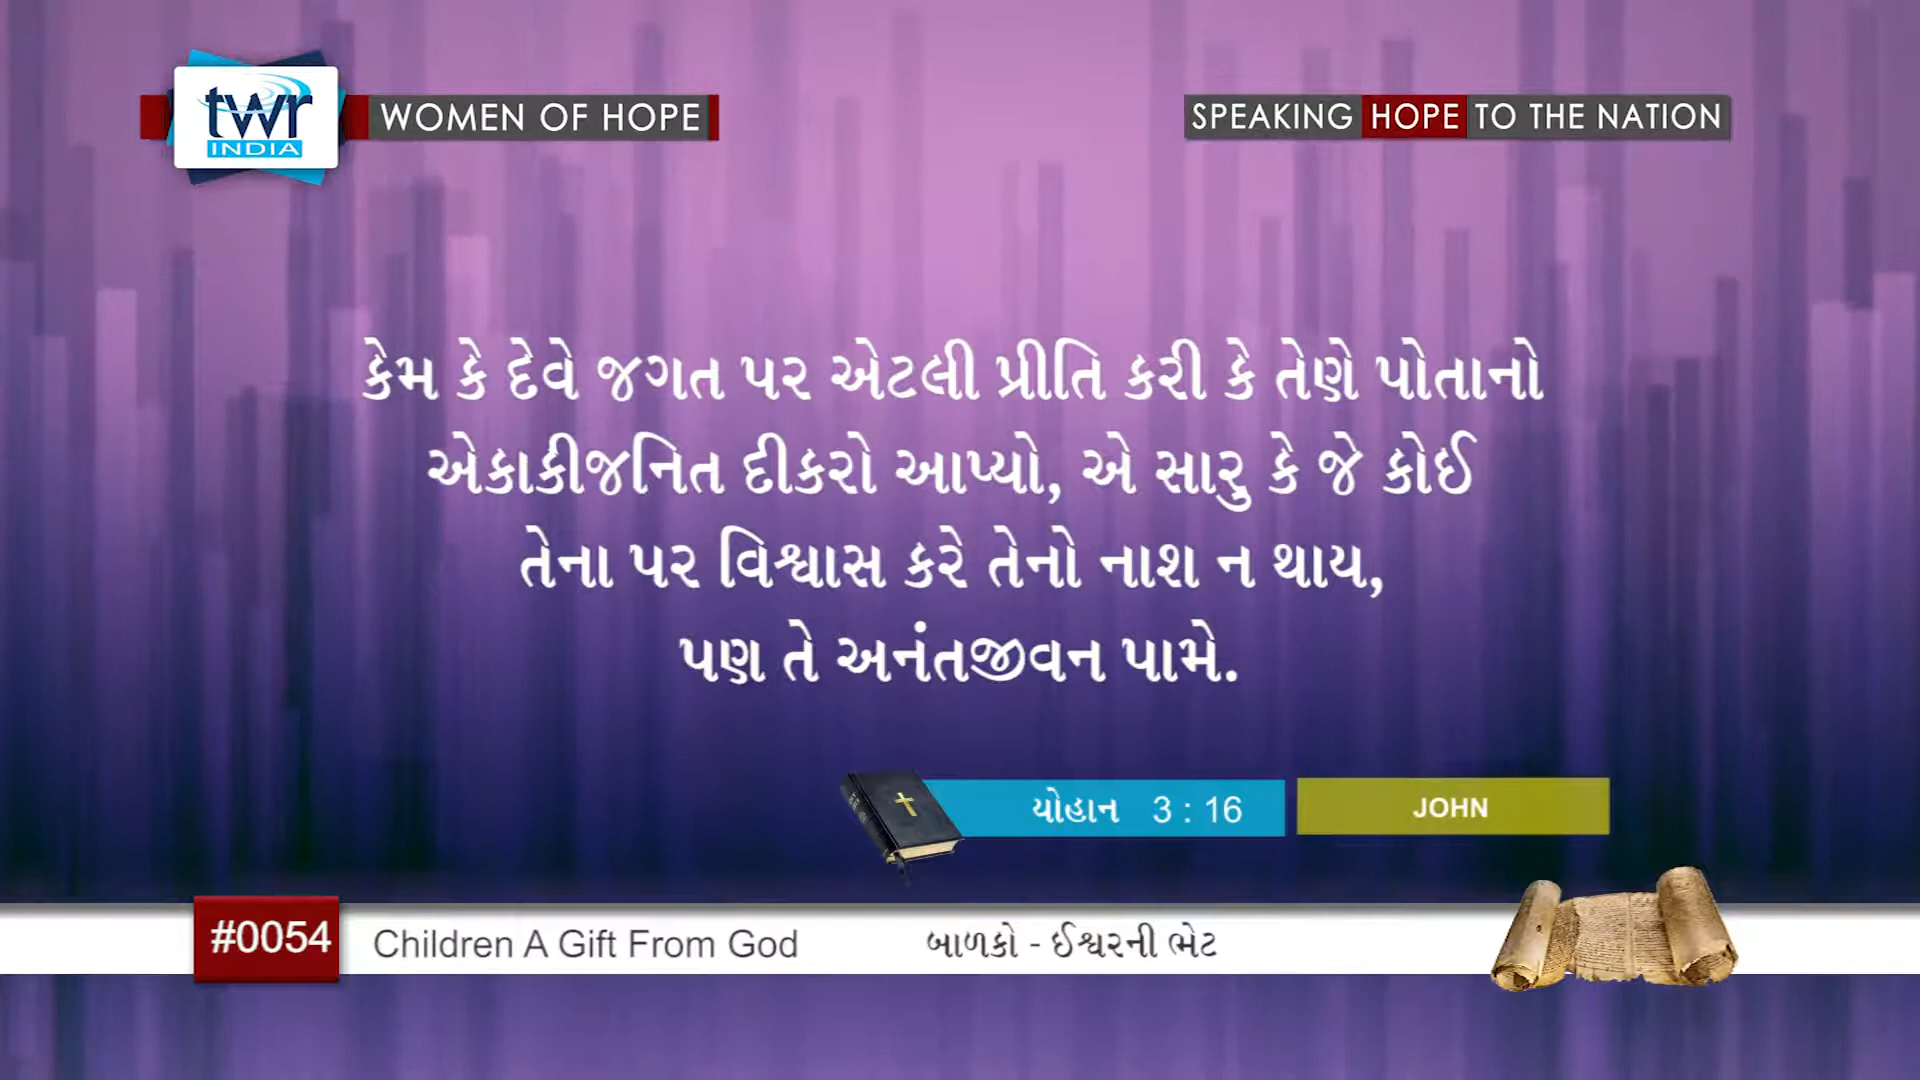 twr
INDIA
WOMEN OF HOPE
SPEAKING HOPE TO THE NATION
કેમ કે દેવે જગત પર એટલી પ્રીતિ કરી કે તેણે પોતાનો
એકાકીજનિત દીકરો આપ્યો, એ સારુ કે જે કોઈ
તેના પર વિશ્વાસ કરે તેનો નાશ ન થાય,
પણ તે અનંતજીવન પામે.
યોહાન 3 : 16
JOHN
#0054
Children A Gift From God
બાળકો - ઈશ્વરની ભેટ